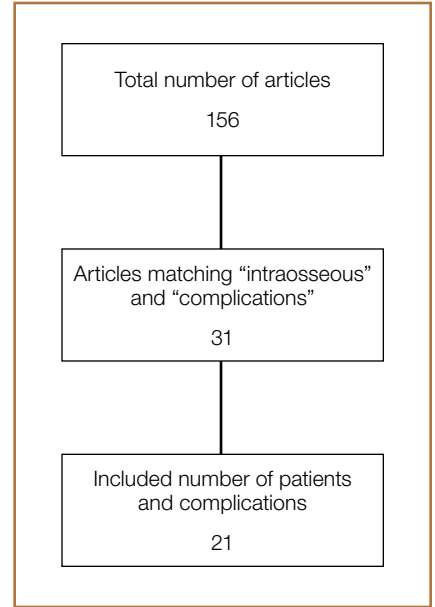 Total number of articles
156
Articles matching “intraosseous”
and “complications”
31
Included number of patients
and complications
21